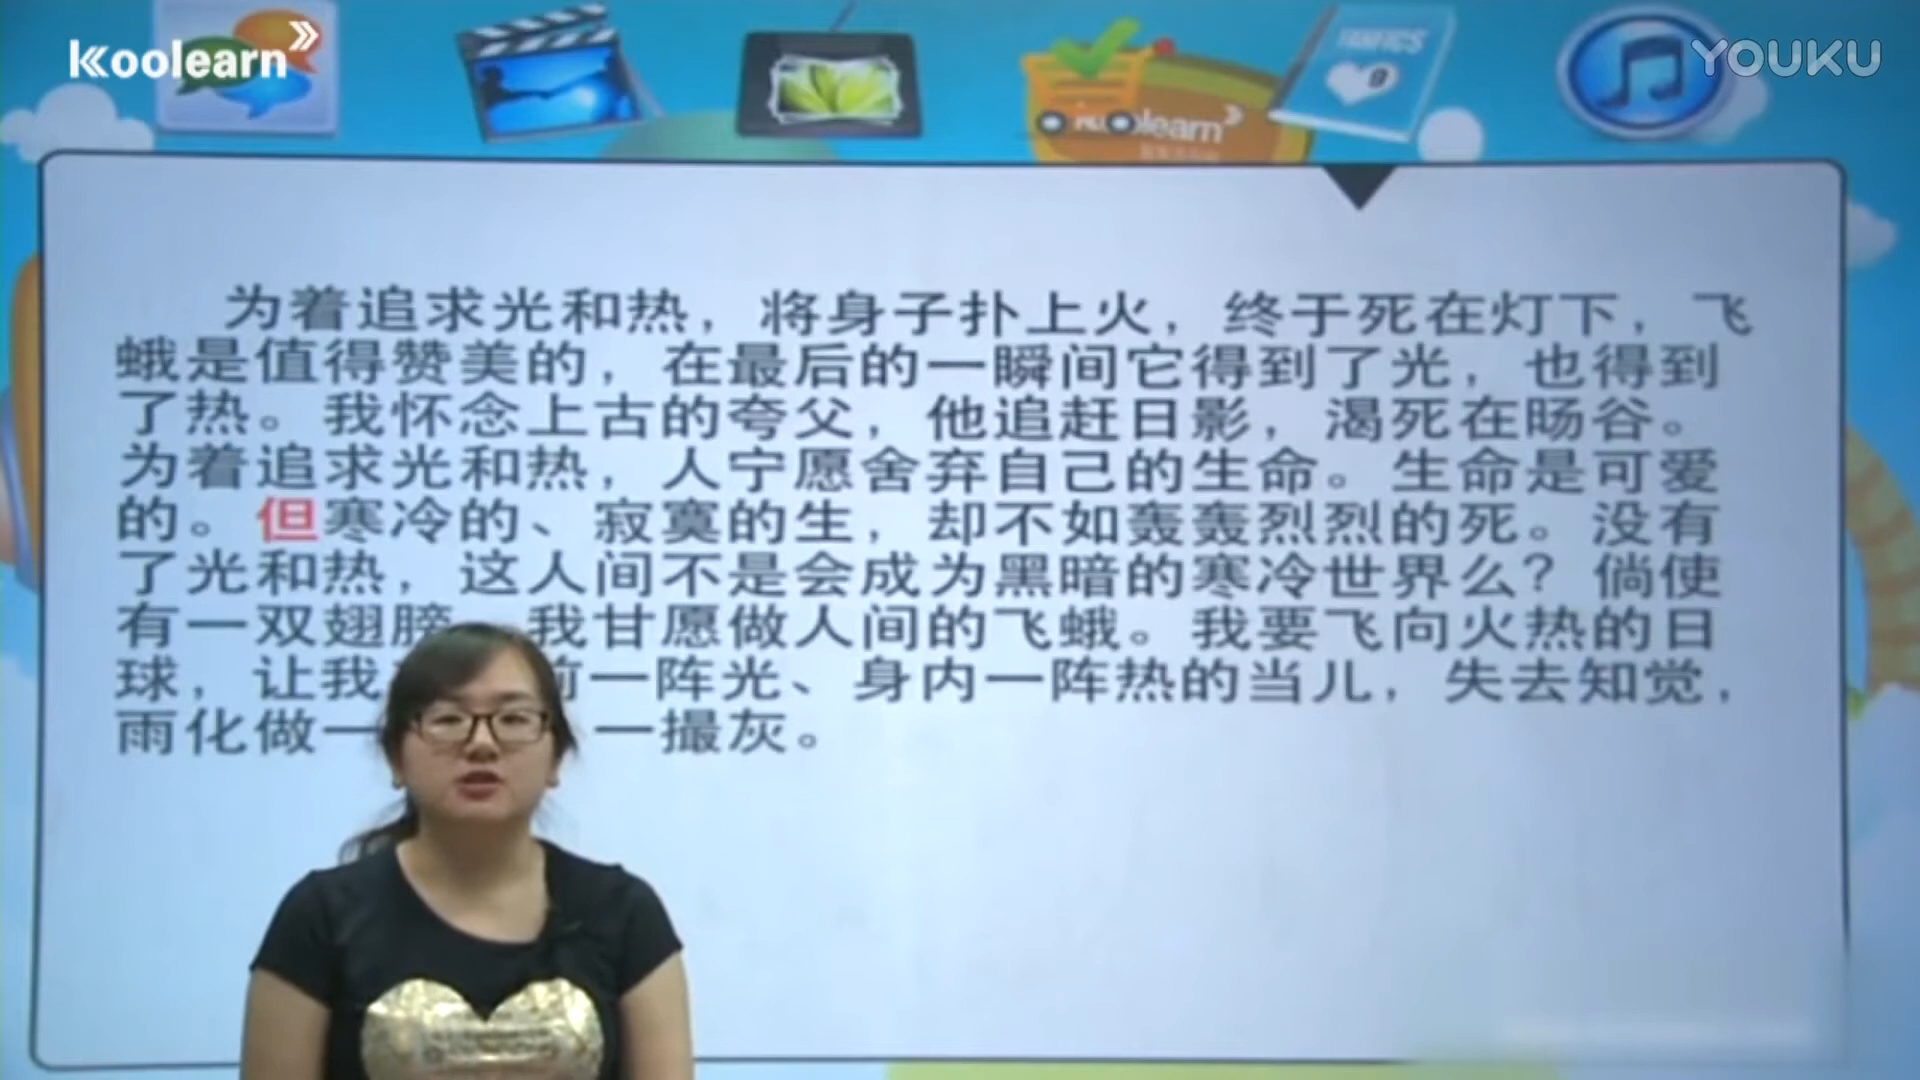 koolearn
YOUKU
FANFICS
9
koolearn
为着追求光和热，将身子扑上火，终于死在灯下，飞
蛾是值得赞美的，在最后的一瞬间它得到了光，也得到
了热。我怀念上古的夸父，他追赶日影，渴死在旸谷。
为着追求光和热，人宁愿舍弃自己的生命。生命是可爱
的。但寒冷的、寂寞的生，却不如轰轰烈烈的死。没有
了光和热，这人间不是会成为黑暗的寒冷世界么？倘使
有一双翅膀 我甘愿做人间的飞蛾。我要飞向火热的日
球，让我 前一阵光、身内一阵热的当儿，失去知觉，
雨化做一 一撮灰。